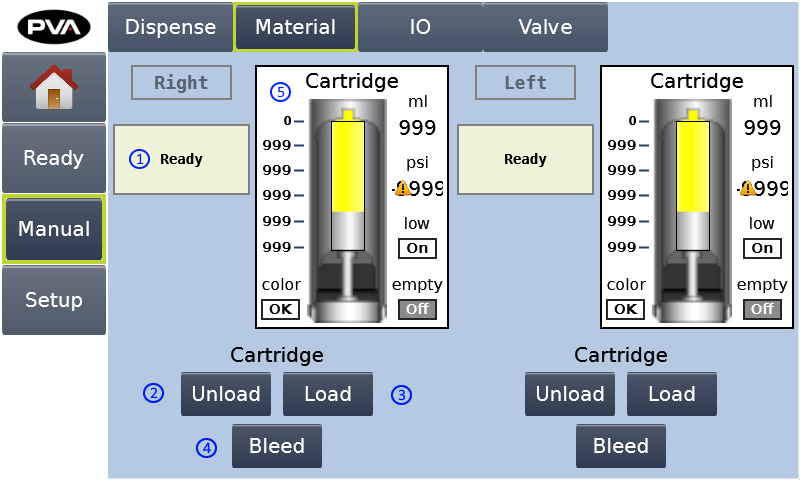 PVA
Dispense
Material
IO
Valve
Ready
Manual
Setup
Right
1
Ready
5
Cartridge
ml
999
psi
low
On
empty
Off
0
999
999
999
999
999
color
OK
Cartridge
2
Unload
Load
3
4
Bleed
Left
Ready
Cartridge
ml
999
psi
low
On
empty
Off
0
999
999
999
999
999
color
OK
Cartridge
Unload
Load
Bleed